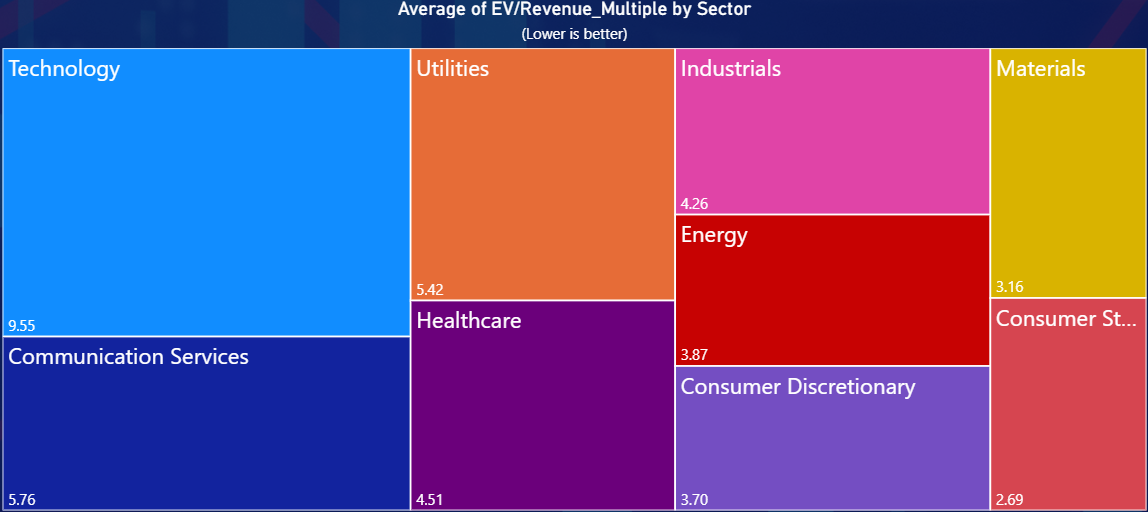 Average of EV/Revenue_Multiple by Sector
(Lower is better)
Technology
9.55
Communication Services
5.76
Utilities
5.42
Healthcare
4.51
Industrials
4.26
Energy
3.87
Consumer Discretionary
3.70
Materials
3.16
Consumer St...
2.69